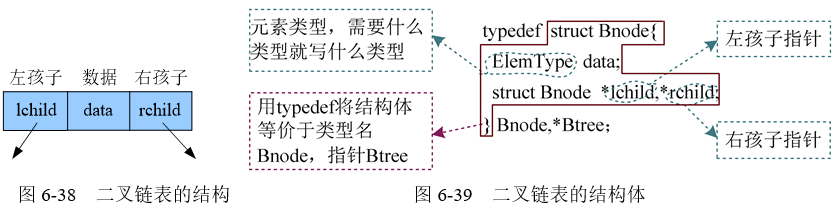 左孩子 数据 右孩子
lchild data rchild
图 6-38 二叉链表的结构
元素类型，需要什么
类型就写什么类型
用typedef将结构体
等价于类型名
Bnode，指针Btree
typedef struct Bnode{
ElemType data;
struct Bnode *lchild,*rchild;
} Bnode,*Btree;
左孩子指针
右孩子指针
图 6-39 二叉链表的结构体